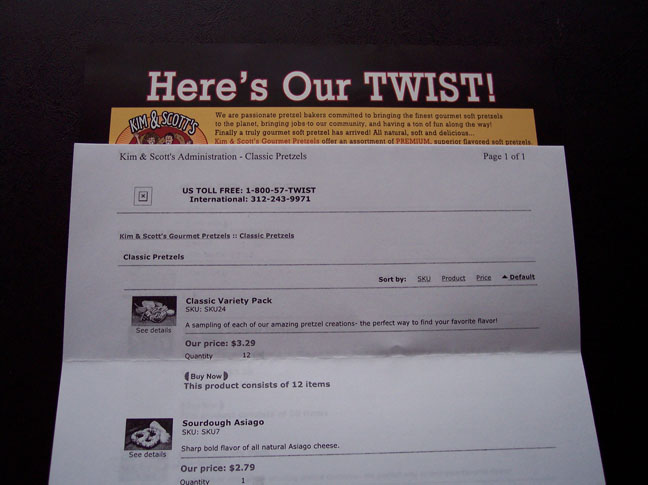 Here's Our TWIST!
KIM & SCOTT'S
We are passionate pretzel bakers committed to bringing the finest gourmet soft pretzels
to the planet, bringing jobs to our community, and having a ton of fun along the way!
Finally a truly gourmet soft pretzel has arrived! All natural, soft and delicious...
Kim & Scott's Gourmet Pretzels offer an assortment of PREMIUM, superior flavored soft pretzels
Kim & Scott's Administration - Classic Pretzels Page 1 of 1
US TOLL FREE: 1-800-57-TWIST
International: 312-243-9971
Kim & Scott's Gourmet Pretzels :: Classic Pretzels
Classic Pretzels
Sort by: SKU Product Price Default
Classic Variety Pack
SKU: SKU24
See details
A sampling of each of our amazing pretzel creations- the perfect way to find your favorite flavor!
Our price: $3.29
Quantity 12
Buy Now
This product consists of 12 items
Sourdough Asiago
SKU: SKU7
See details
Sharp bold flavor of all natural Asiago cheese.
Our price: $2.79
Quantity 1